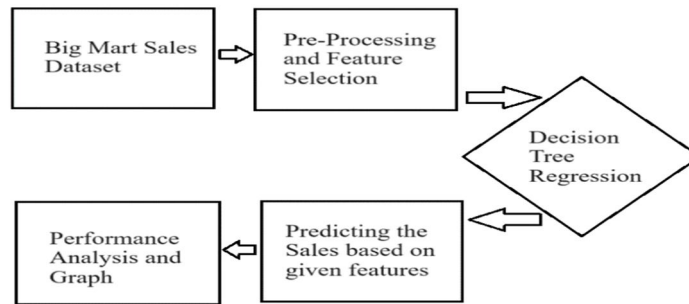 Big Mart Sales
Dataset
Pre-Processing
and Feature
Selection
Decision
Tree
Regression
Predicting the
Sales based on
given features
Performance
Analysis and
Graph